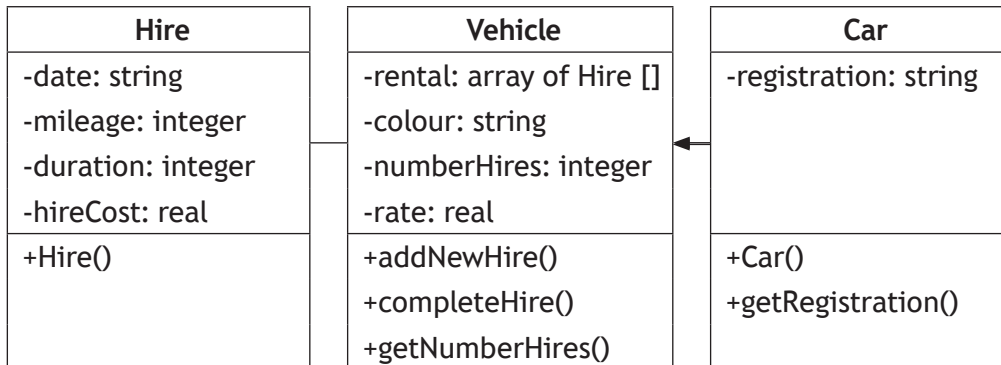 Hire
-date: string
-mileage: integer
-duration: integer
-hireCost: real
+Hire()
Vehicle
-rental: array of Hire []
-colour: string
-numberHires: integer
-rate: real
+addNewHire()
+completeHire()
+getNumberHires()
Car
-registration: string
+Car()
+getRegistration()